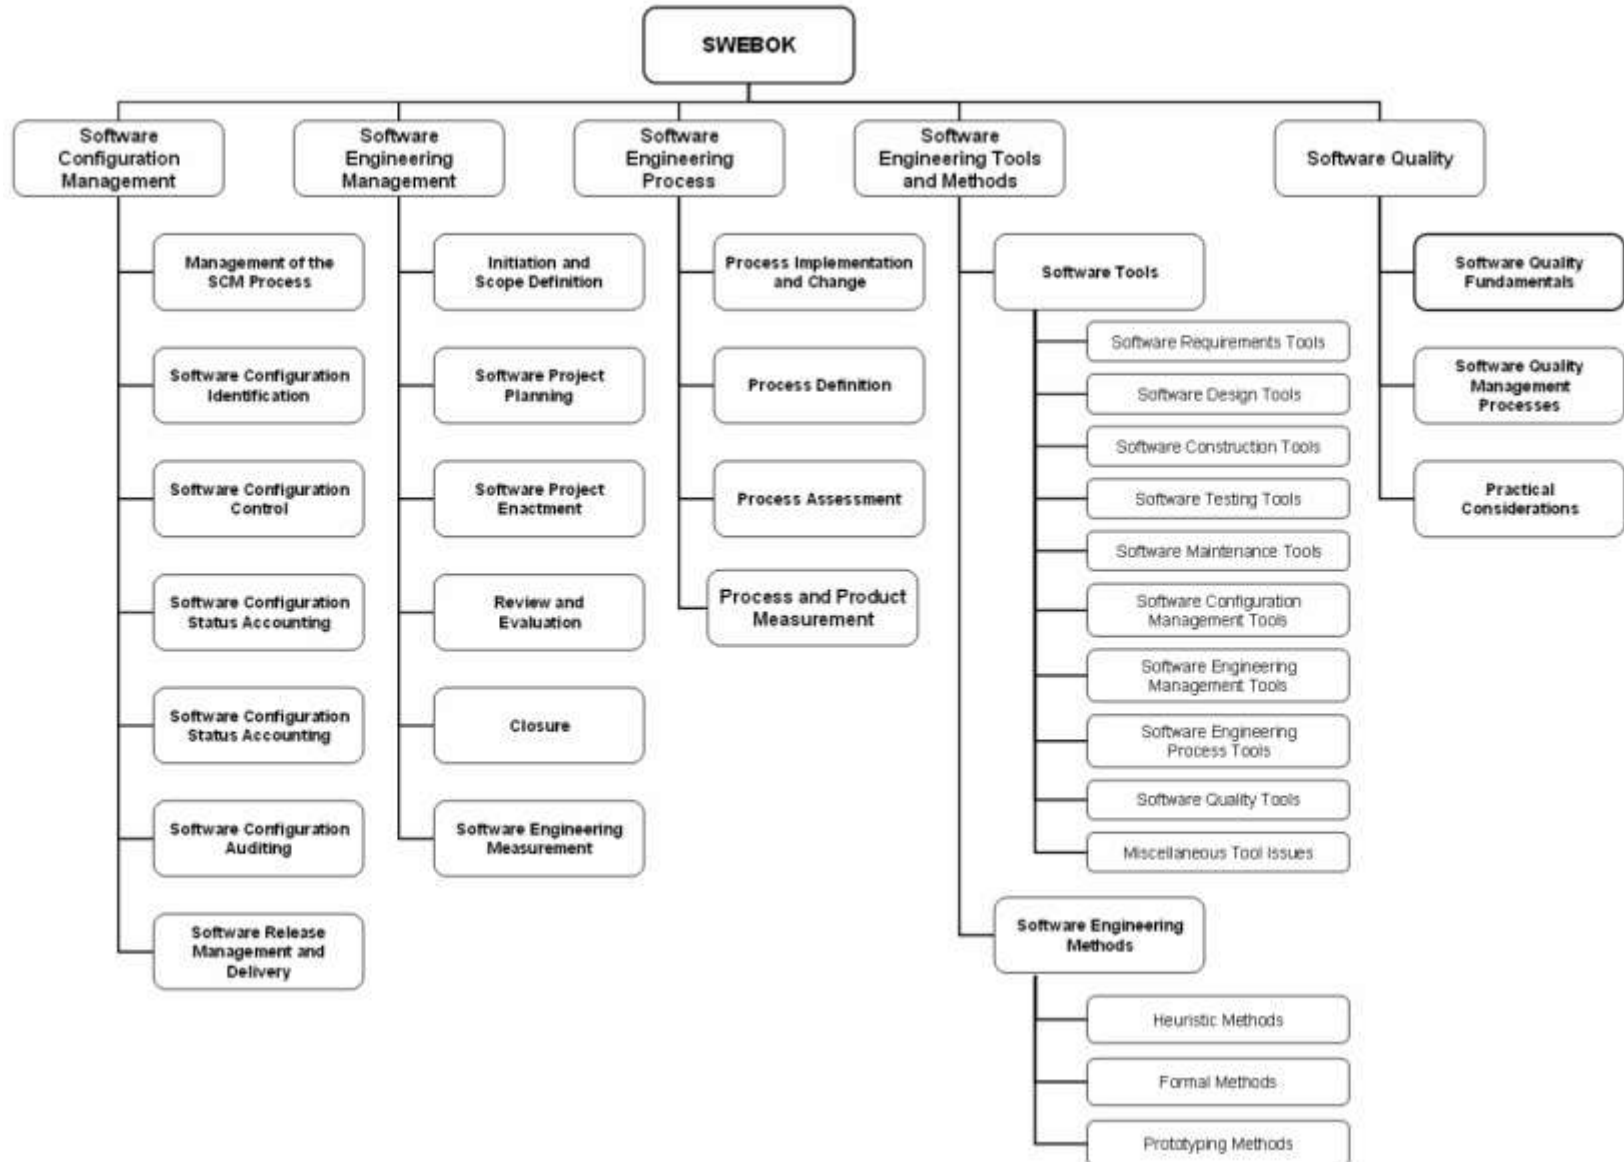 SWEBOK
Software
Configuration
Management
Software
Engineering
Management
Software
Engineering
Process
Software
Engineering Tools
and Methods
Software Quality
Management of the
SCM Process
Software Configuration
Identification
Software Configuration
Control
Software Configuration
Status Accounting
Software Configuration
Status Accounting
Software Configuration
Auditing
Software Release
Management and
Delivery
Initiation and
Scope Definition
Software Project
Planning
Software Project
Enactment
Review and
Evaluation
Closure
Software Engineering
Measurement
Process Implementation
and Change
Process Definition
Process Assessment
Process and Product
Measurement
Software Tools
Software Requirements Tools
Software Design Tools
Software Construction Tools
Software Testing Tools
Software Maintenance Tools
Software Configuration
Management Tools
Software Engineering
Management Tools
Software Engineering
Process Tools
Software Quality Tools
Miscellaneous Tool Issues
Software Engineering
Methods
Heuristic Methods
Formal Methods
Prototyping Methods
Software Quality
Fundamentals
Software Quality
Management
Processes
Practical
Considerations